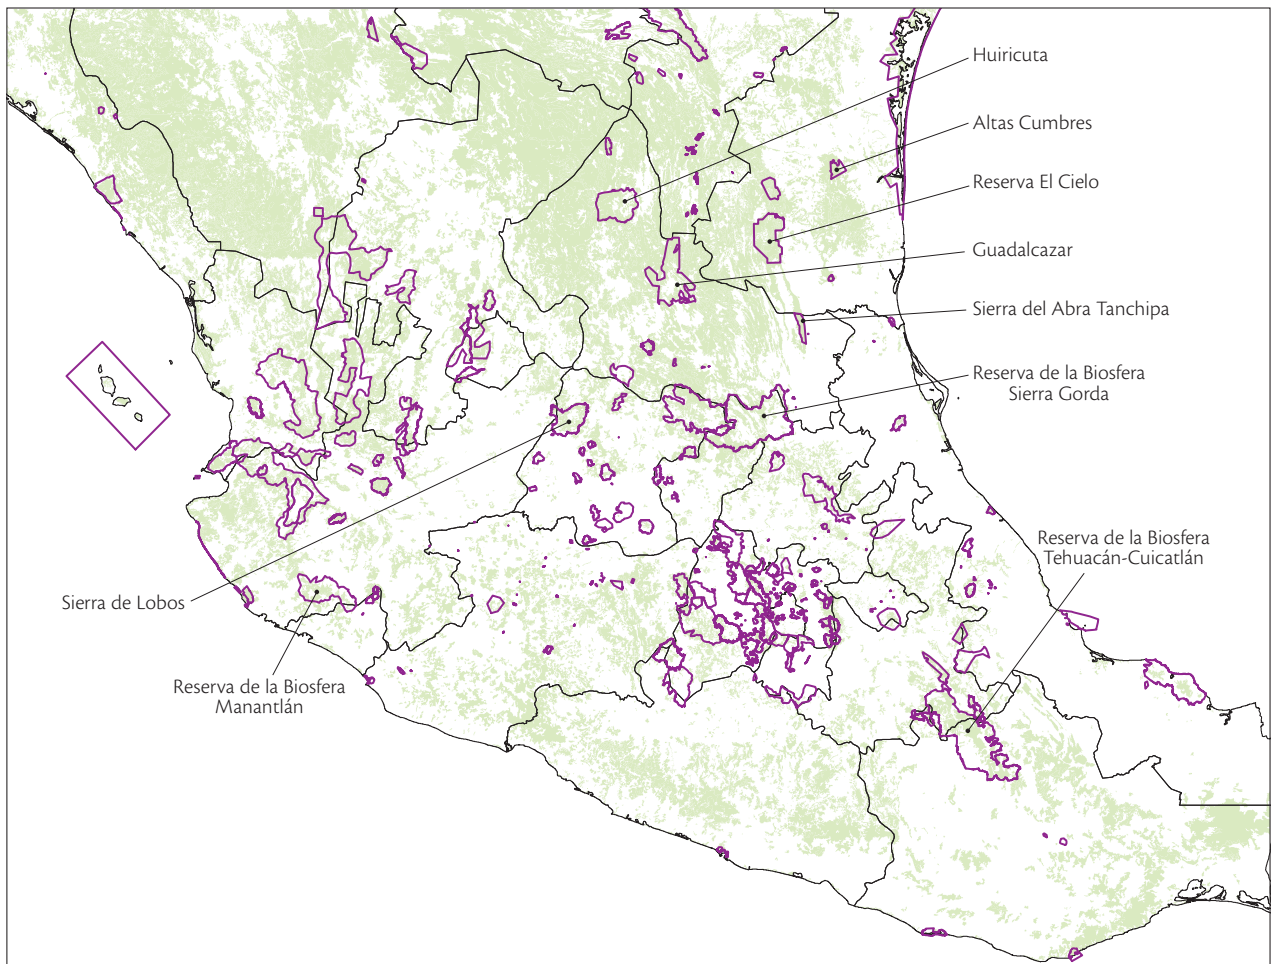 Huiricuta
Altas Cumbres
Reserva El Cielo
Guadalcazar
Sierra del Abra Tanchipa
Reserva de la Biosfera
Sierra Gorda
Reserva de la Biosfera
Tehuacán-Cuicatlán
Sierra de Lobos
Reserva de la Biosfera
Manantlán